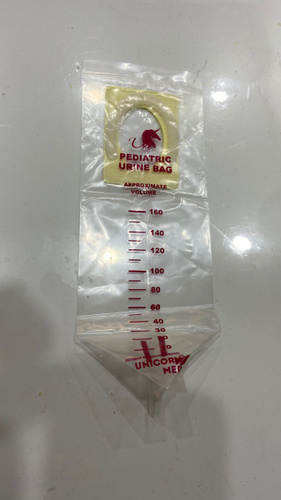 PEDIATRIC
URINE BAG
APPROXIMATE
VOLUME
160
140
120
100
80
60
40
30
UNICORN
MED